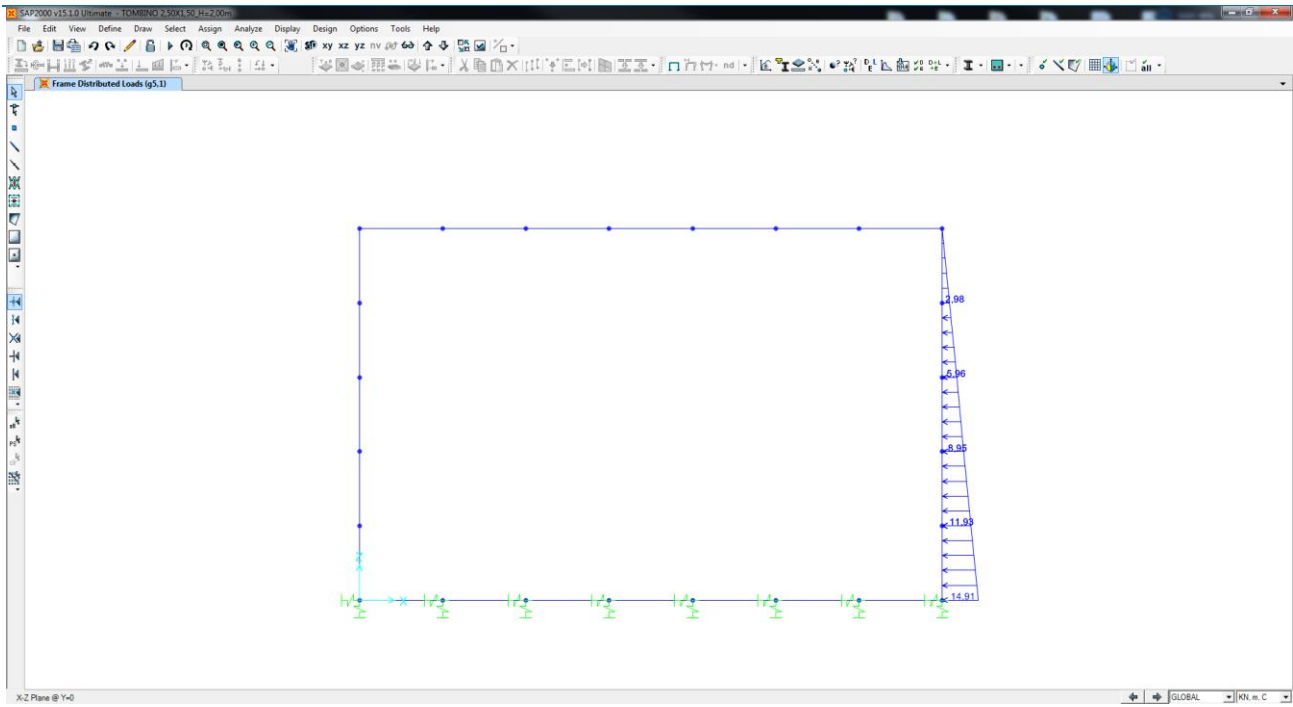 SAP2000 v15.1.0 Ultimate - TOMBINO 2,50X1,50_H=2,00m
File Edit View Define Draw Select Assign Analyze Display Design Options Tools Help
xy xz yz nv
nd
all
Frame Distributed Loads (g5,1)
2,98
5,96
8,95
11,93
Z
X
14,91
X-Z Plane @ Y=0
GLOBAL
KN, m, C